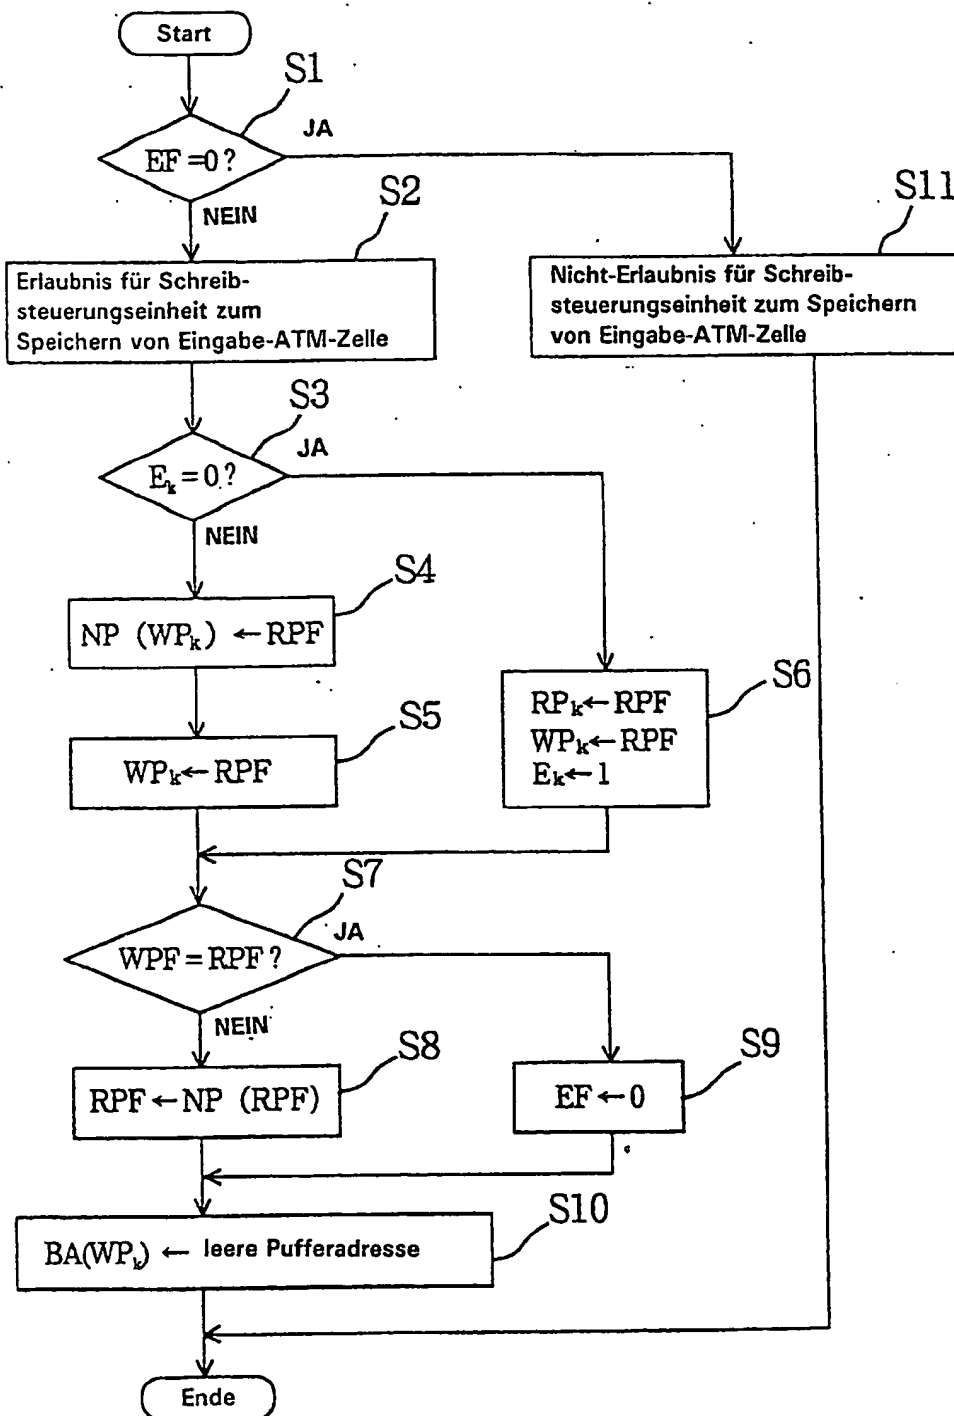 Start
S1
JA
EF=0?
NEIN
S2
S11
Erlaubnis für Schreib-
steuerungseinheit zum
Speichern von Eingabe-ATM-Zelle
Nicht-Erlaubnis für Schreib-
steuerungseinheit zum Speichern
von Eingabe-ATM-Zelle
S3
JA
Eₖ=0?
NEIN
S4
NP (WPₖ) ←RPF
S6
RPₖ←RPF
WPₖ←RPF
Eₖ←1
S5
WPₖ←RPF
S7
JA
WPF=RPF?
NEIN
S8
RPF←NP (RPF)
S9
EF←0
S10
BA(WPₖ) ← leere Pufferadresse
Ende